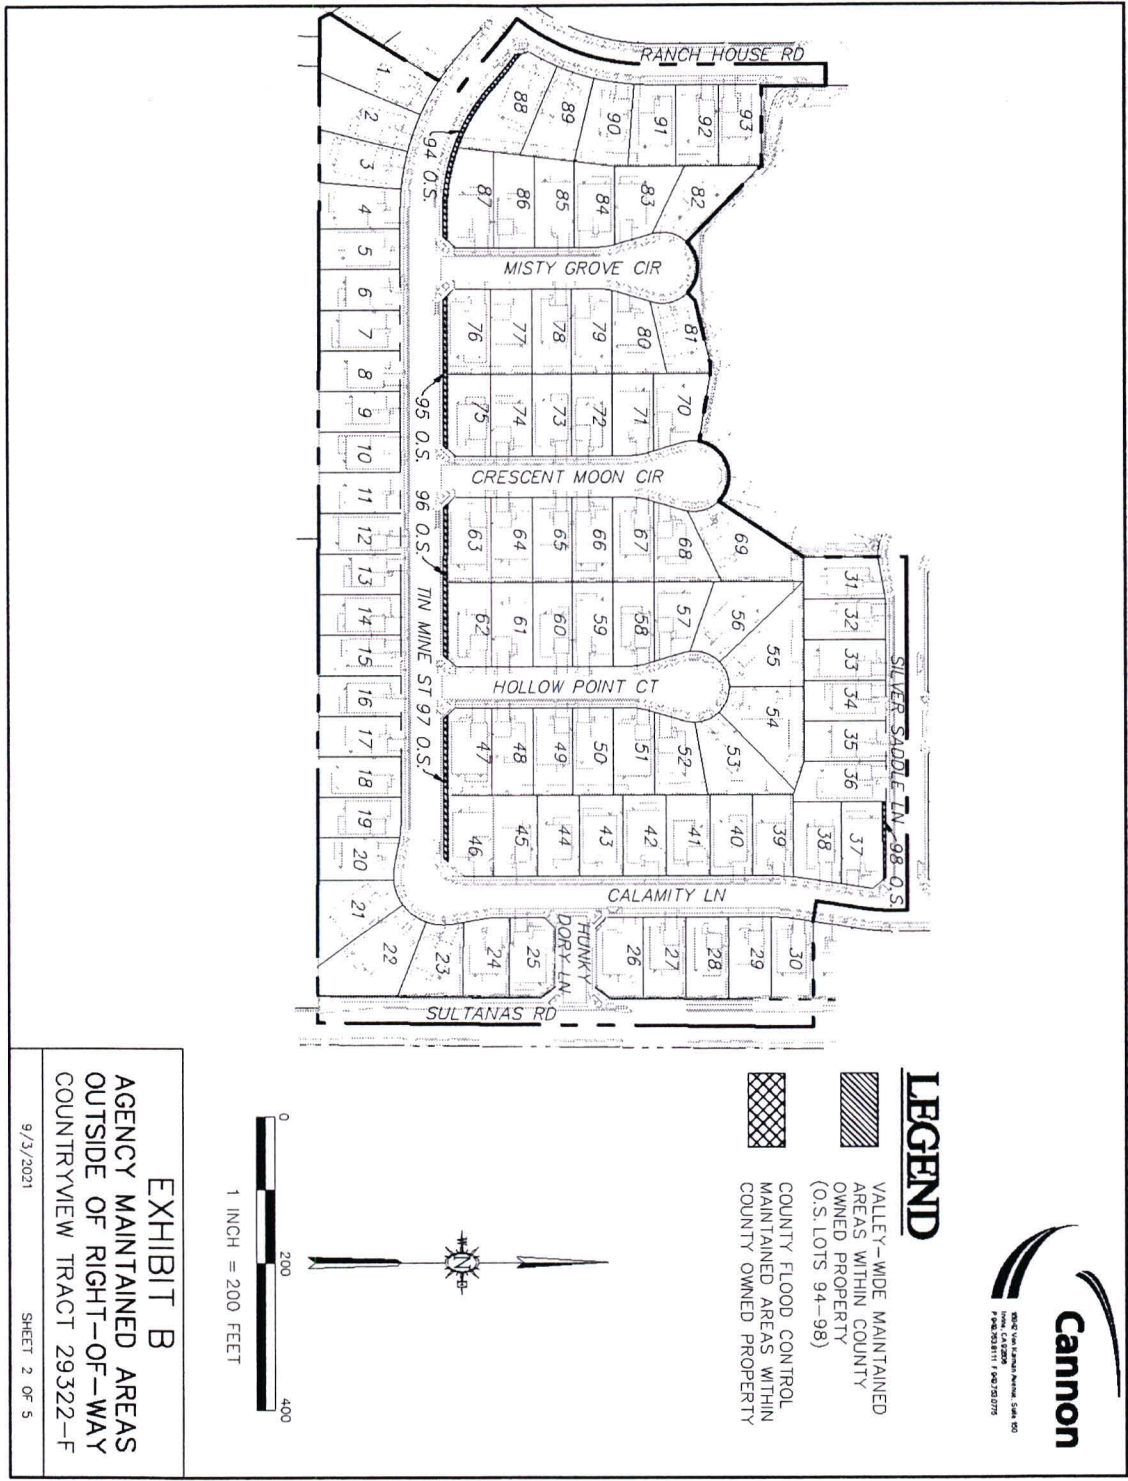 RANCH HOUSE RD
1
2
3
4
5
6
7
8
9
10
11
12
13
14
15
16
17
18
19
20
21
22
23
24
25
26
27
28
29
30
88
89
90
91
92
93
94 O.S.
87
86
85
84
83
82
MISTY GROVE CIR
76
77
78
79
80
81
75
74
73
72
71
70
95 O.S.
CRESCENT MOON CIR
96 O.S.
63
64
65
66
67
68
69
62
61
60
59
58
57
56
55
54
53
TIN MINE ST
HOLLOW POINT CT
97 O.S.
47
48
49
50
51
52
46
45
44
43
42
41
40
39
38
37
31
32
33
34
35
36
SILVER SADDLE LN
98 O.S.
CALAMITY LN
HUNKY
DORY LN
SULTANAS RD
LEGEND
VALLEY-WIDE MAINTAINED
AREAS WITHIN COUNTY
OWNED PROPERTY
(O.S. LOTS 94-98)
COUNTY FLOOD CONTROL
MAINTAINED AREAS WITHIN
COUNTY OWNED PROPERTY
Cannon
W
N
E
0
200
400
1 INCH = 200 FEET
EXHIBIT B
AGENCY MAINTAINED AREAS
OUTSIDE OF RIGHT-OF-WAY
COUNTRYVIEW TRACT 29322-F
9/3/2021
SHEET 2 OF 5